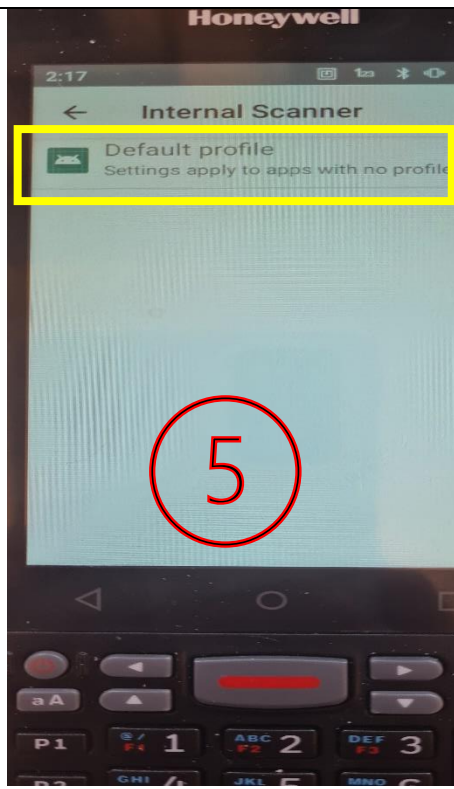 Honeywell
2:17
Internal Scanner
Default profile
Settings apply to apps with no profile
5
aA
P1
@/ F1 1
ABC F2 2
DEF F3 3
GHI
JKL
MNO